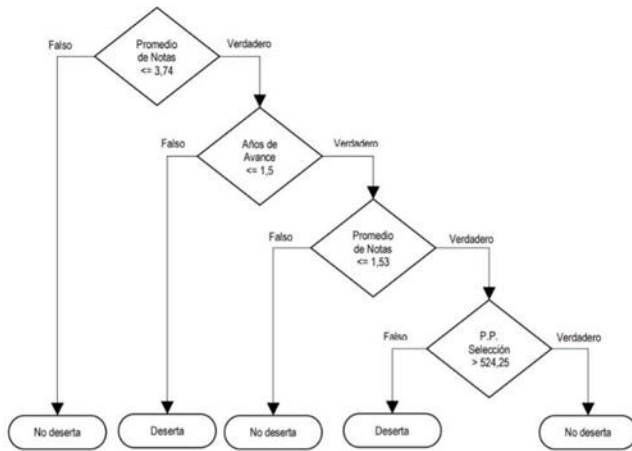 Falso
Promedio
de Notas
<= 3,74
Verdadero
Falso
Años de
Avance
<= 1,5
Verdadero
Falso
Promedio
de Notas
<= 1,53
Verdadero
Falso
P.P.
Selección
> 524,25
Verdadero
No deserta
Deserta
No deserta
Deserta
No deserta